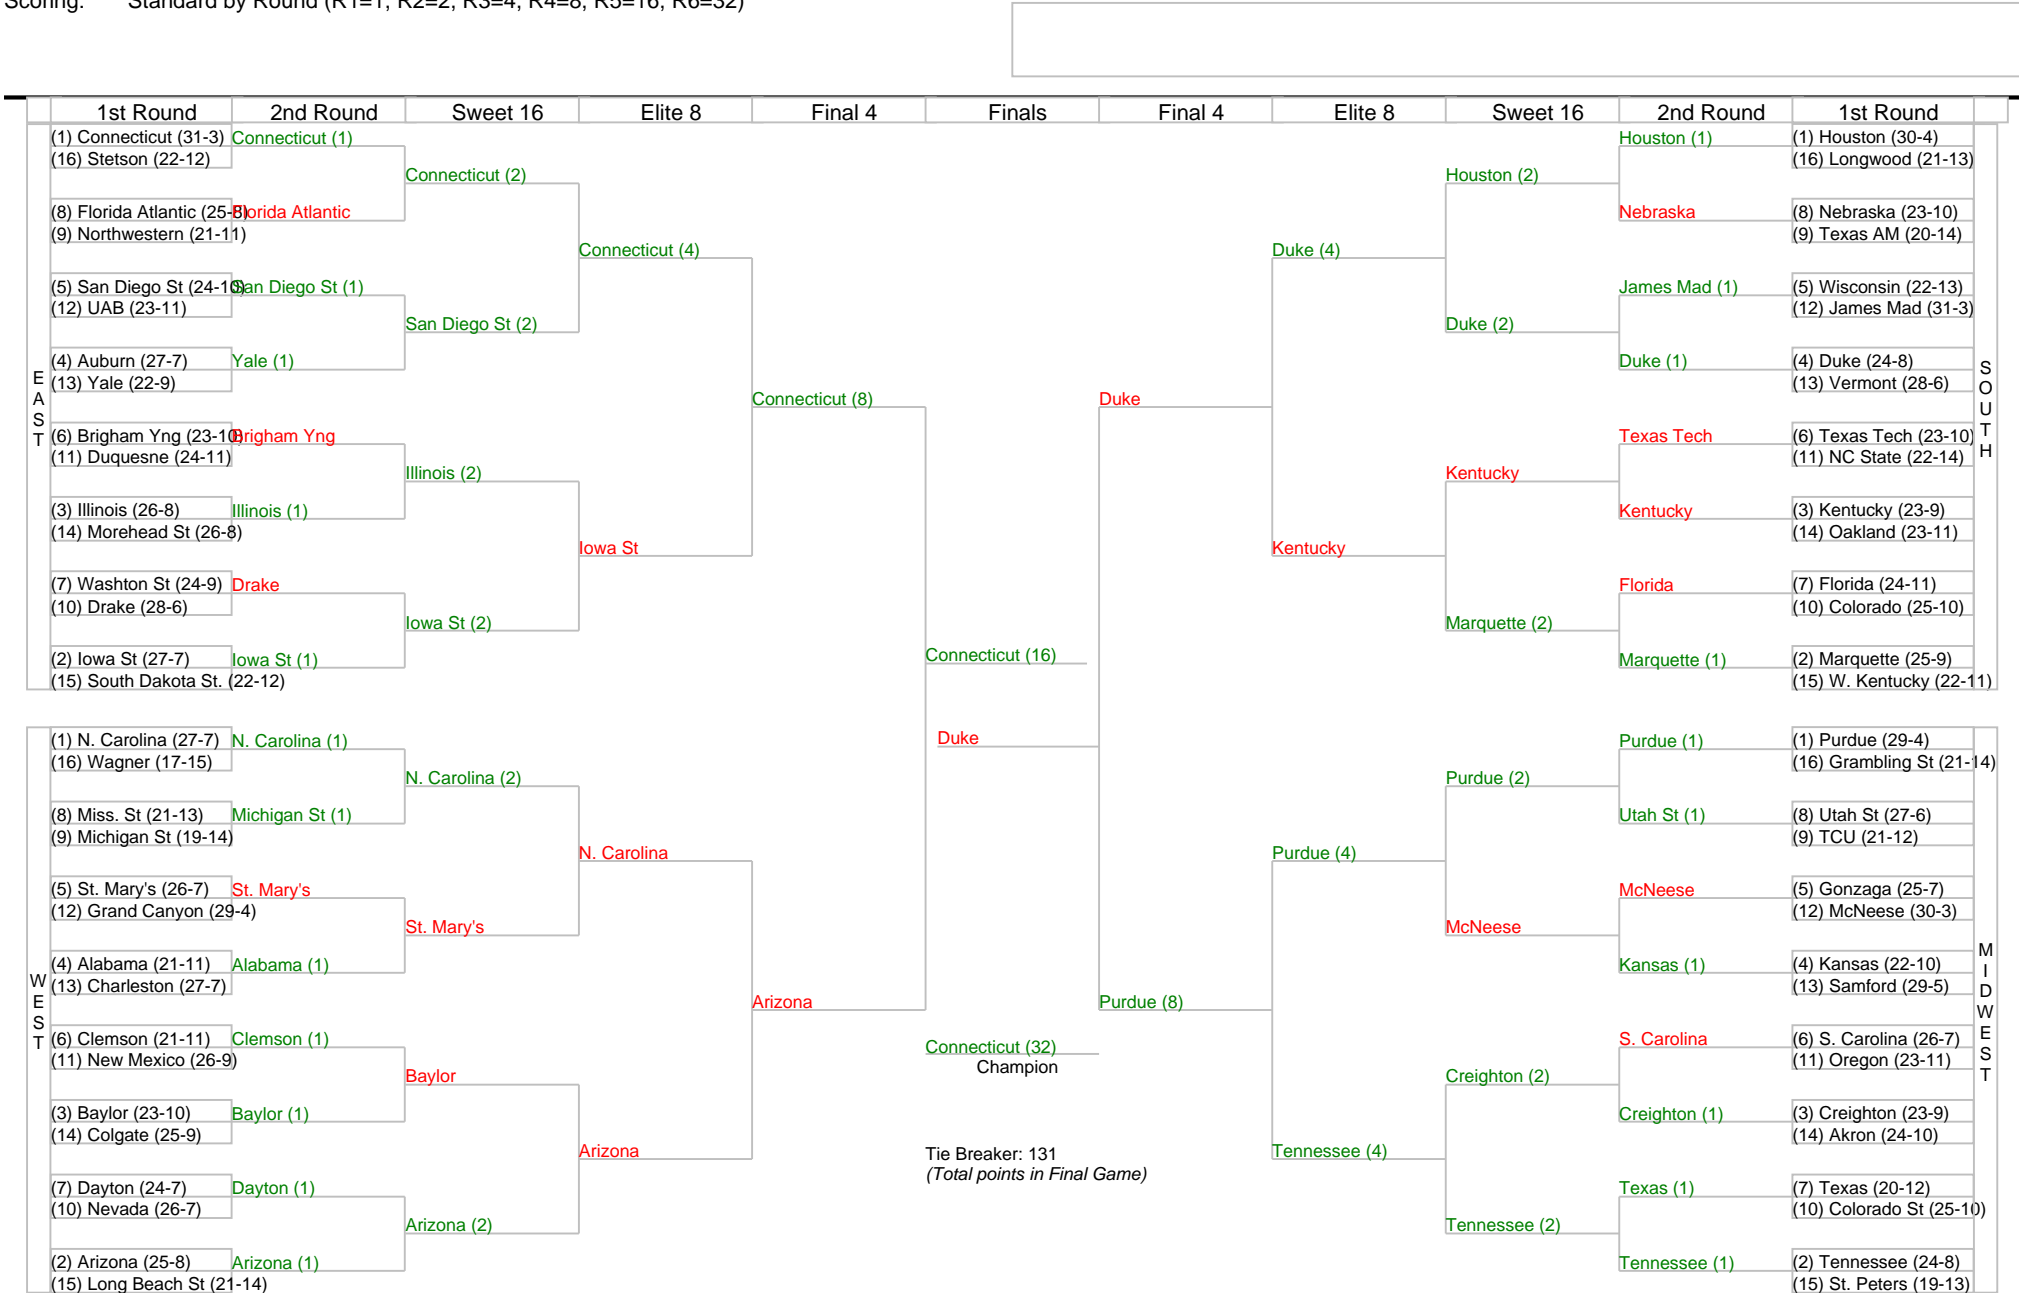 Scoring: Standard by Round (R1=1, R2=2, R3=4, R4=8, R5=16, R6=32)
1st Round 2nd Round Sweet 16 Elite 8 Final 4 Finals Final 4 Elite 8 Sweet 16 2nd Round 1st Round
EAST
(1) Connecticut (31-3)
(16) Stetson (22-12)
(8) Florida Atlantic (25-8)
(9) Northwestern (21-11)
(5) San Diego St (24-10)
(12) UAB (23-11)
(4) Auburn (27-7)
(13) Yale (22-9)
(6) Brigham Yng (23-10)
(11) Duquesne (24-11)
(3) Illinois (26-8)
(14) Morehead St (26-8)
(7) Washton St (24-9)
(10) Drake (28-6)
(2) Iowa St (27-7)
(15) South Dakota St. (22-12)
Connecticut (1)
Florida Atlantic
San Diego St (1)
Yale (1)
Brigham Yng
Illinois (1)
Drake
Iowa St (1)
Connecticut (2)
San Diego St (2)
Illinois (2)
Iowa St (2)
Connecticut (4)
Iowa St
Connecticut (8)
WEST
(1) N. Carolina (27-7)
(16) Wagner (17-15)
(8) Miss. St (21-13)
(9) Michigan St (19-14)
(5) St. Mary's (26-7)
(12) Grand Canyon (29-4)
(4) Alabama (21-11)
(13) Charleston (27-7)
(6) Clemson (21-11)
(11) New Mexico (26-9)
(3) Baylor (23-10)
(14) Colgate (25-9)
(7) Dayton (24-7)
(10) Nevada (26-7)
(2) Arizona (25-8)
(15) Long Beach St (21-14)
N. Carolina (1)
Michigan St (1)
St. Mary's
Alabama (1)
Clemson (1)
Baylor (1)
Dayton (1)
Arizona (1)
N. Carolina (2)
St. Mary's
Baylor
Arizona (2)
N. Carolina
Arizona
Arizona
Connecticut (16)
Duke
Connecticut (32)
Champion
Tie Breaker: 131
(Total points in Final Game)
Duke
Duke (4)
Kentucky
Houston (2)
Duke (2)
Kentucky
Marquette (2)
Houston (1)
Nebraska
James Mad (1)
Duke (1)
Texas Tech
Kentucky
Florida
Marquette (1)
(1) Houston (30-4)
(16) Longwood (21-13)
(8) Nebraska (23-10)
(9) Texas AM (20-14)
(5) Wisconsin (22-13)
(12) James Mad (31-3)
(4) Duke (24-8)
(13) Vermont (28-6)
(6) Texas Tech (23-10)
(11) NC State (22-14)
(3) Kentucky (23-9)
(14) Oakland (23-11)
(7) Florida (24-11)
(10) Colorado (25-10)
(2) Marquette (25-9)
(15) W. Kentucky (22-11)
SOUTH
Purdue (8)
Purdue (4)
Tennessee (4)
Purdue (2)
McNeese
Creighton (2)
Tennessee (2)
Purdue (1)
Utah St (1)
McNeese
Kansas (1)
S. Carolina
Creighton (1)
Texas (1)
Tennessee (1)
(1) Purdue (29-4)
(16) Grambling St (21-14)
(8) Utah St (27-6)
(9) TCU (21-12)
(5) Gonzaga (25-7)
(12) McNeese (30-3)
(4) Kansas (22-10)
(13) Samford (29-5)
(6) S. Carolina (26-7)
(11) Oregon (23-11)
(3) Creighton (23-9)
(14) Akron (24-10)
(7) Texas (20-12)
(10) Colorado St (25-10)
(2) Tennessee (24-8)
(15) St. Peters (19-13)
MIDWEST